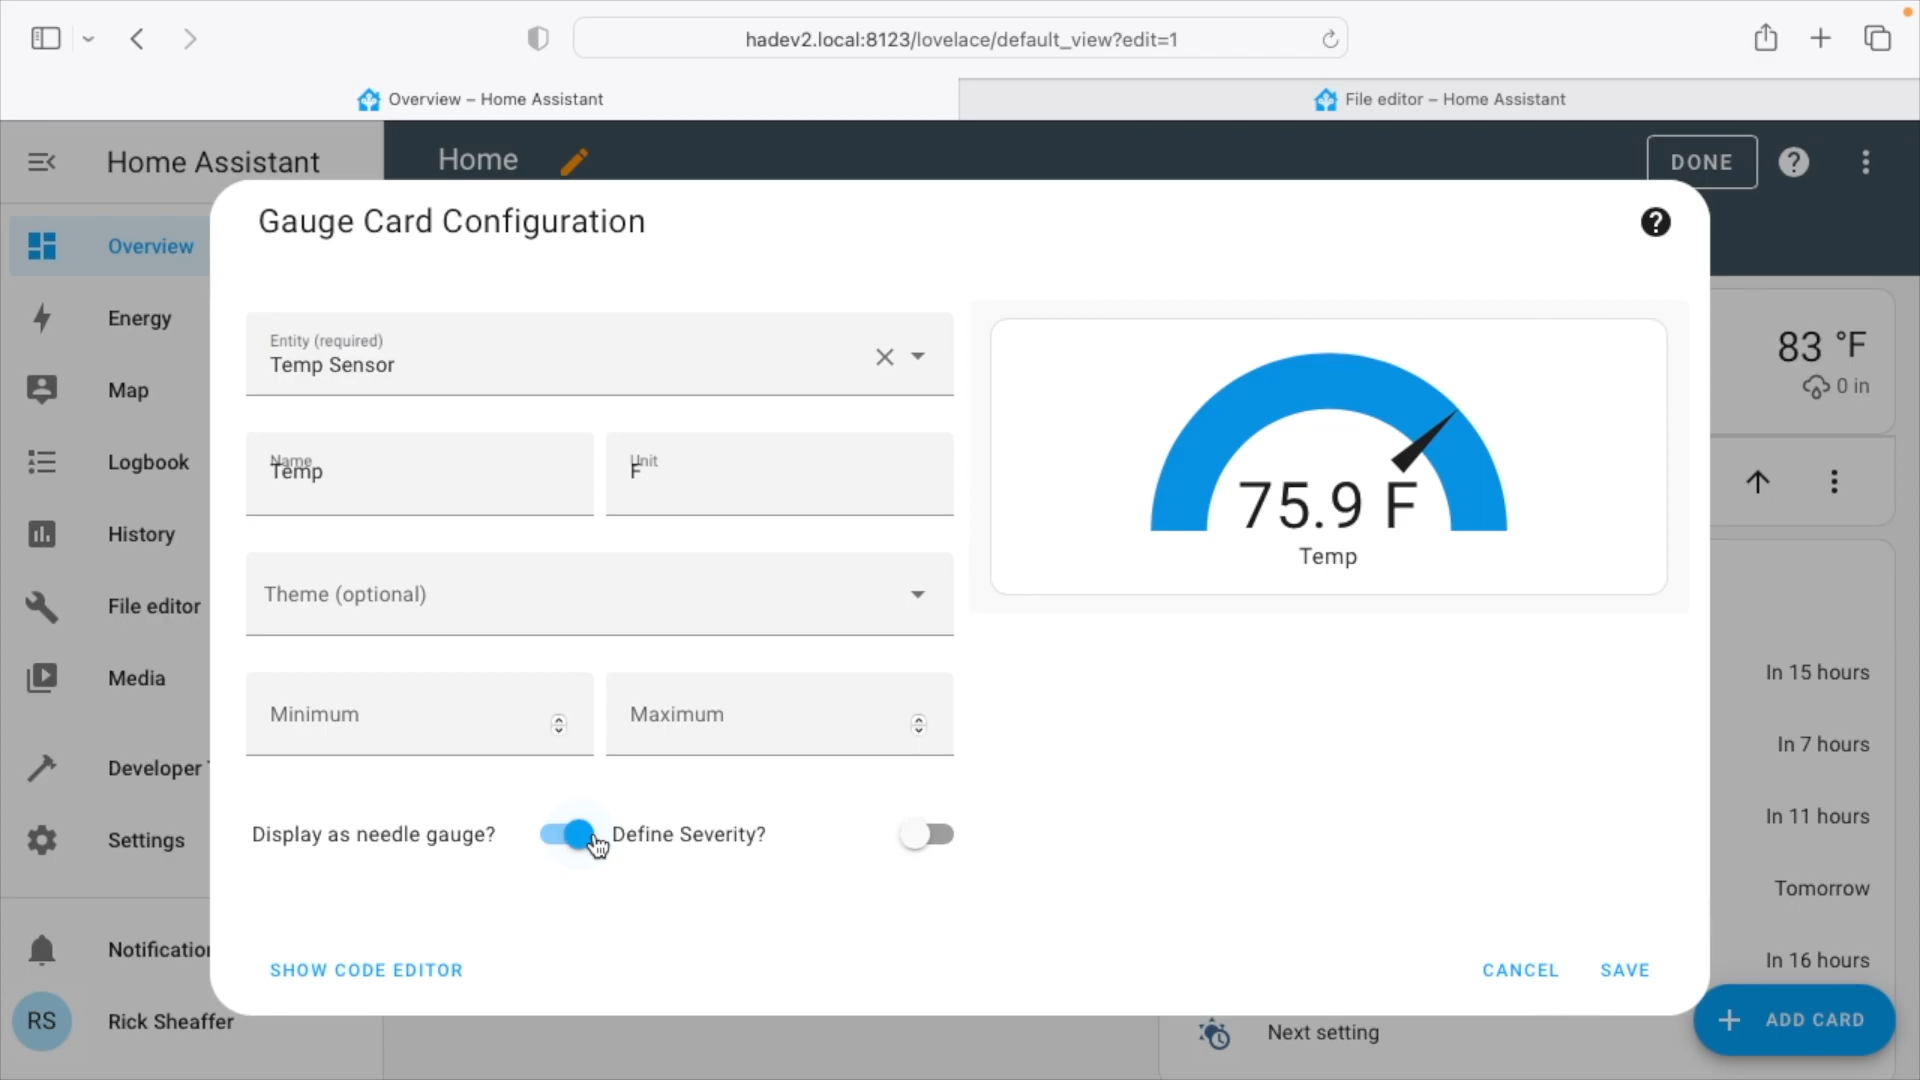 hadev2.local:8123/lovelace/default_view?edit=1
Overview – Home Assistant
File editor – Home Assistant
Home Assistant
Home
DONE
Gauge Card Configuration
Overview
Energy
Map
Logbook
History
File editor
Media
Developer
Settings
Notification
RS
Rick Sheaffer
Entity (required)
Temp Sensor
Name
Temp
Unit
F
Theme (optional)
Minimum
Maximum
Display as needle gauge?
Define Severity?
SHOW CODE EDITOR
CANCEL
SAVE
75.9 F
Temp
83 °F
0 in
In 15 hours
In 7 hours
In 11 hours
Tomorrow
In 16 hours
Next setting
ADD CARD